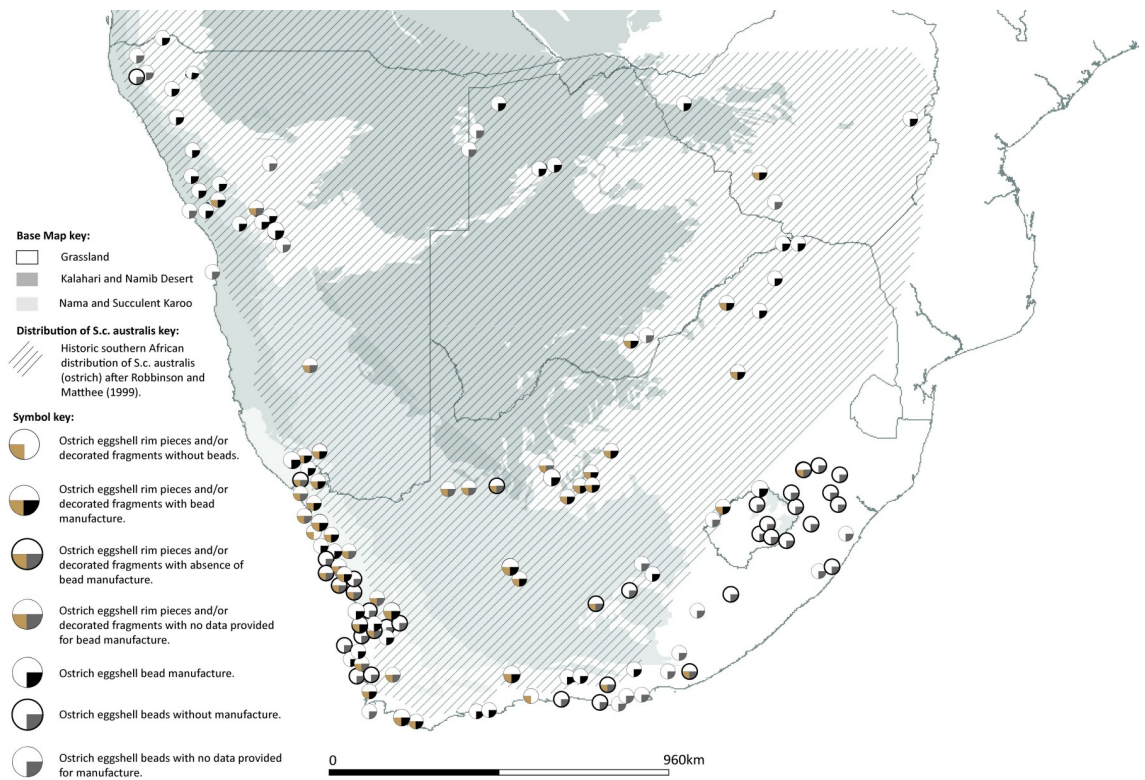 Base Map key:
Grassland
Kalahari and Namib Desert
Nama and Succulent Karoo
Distribution of S.c. australis key:
Historic southern African
distribution of S.c. australis
(ostrich) after Robbinson and
Matthee (1999).
Symbol key:
Ostrich eggshell rim pieces and/or
decorated fragments without beads.
Ostrich eggshell rim pieces and/or
decorated fragments with bead
manufacture.
Ostrich eggshell rim pieces and/or
decorated fragments with absence of
bead manufacture.
Ostrich eggshell rim pieces and/or
decorated fragments with no data provided
for bead manufacture.
Ostrich eggshell bead manufacture.
Ostrich eggshell beads without manufacture.
Ostrich eggshell beads with no data provided
for manufacture.
0 960km